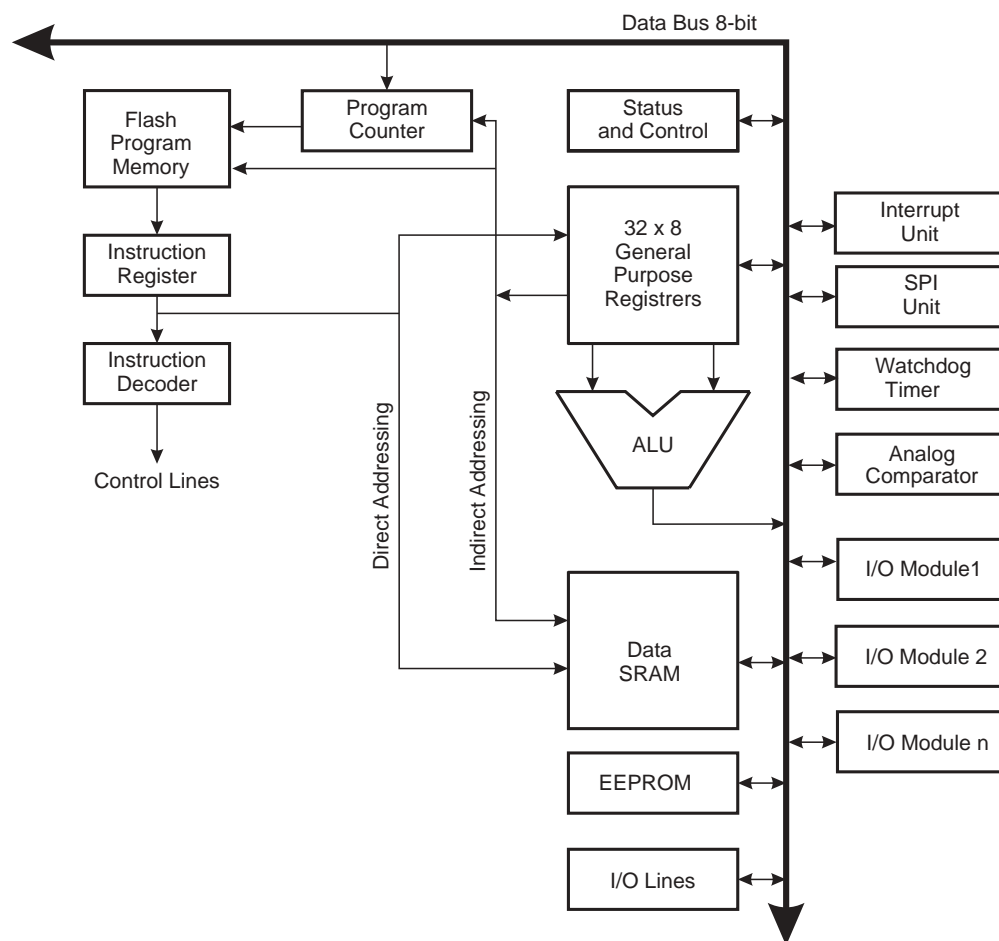 Data Bus 8-bit
Flash
Program
Memory
Program
Counter
Status
and Control
Instruction
Register
32 x 8
General
Purpose
Registrers
Interrupt
Unit
SPI
Unit
Instruction
Decoder
Watchdog
Timer
Control Lines
Direct Addressing
Indirect Addressing
ALU
Analog
Comparator
I/O Module1
Data
SRAM
I/O Module 2
I/O Module n
EEPROM
I/O Lines